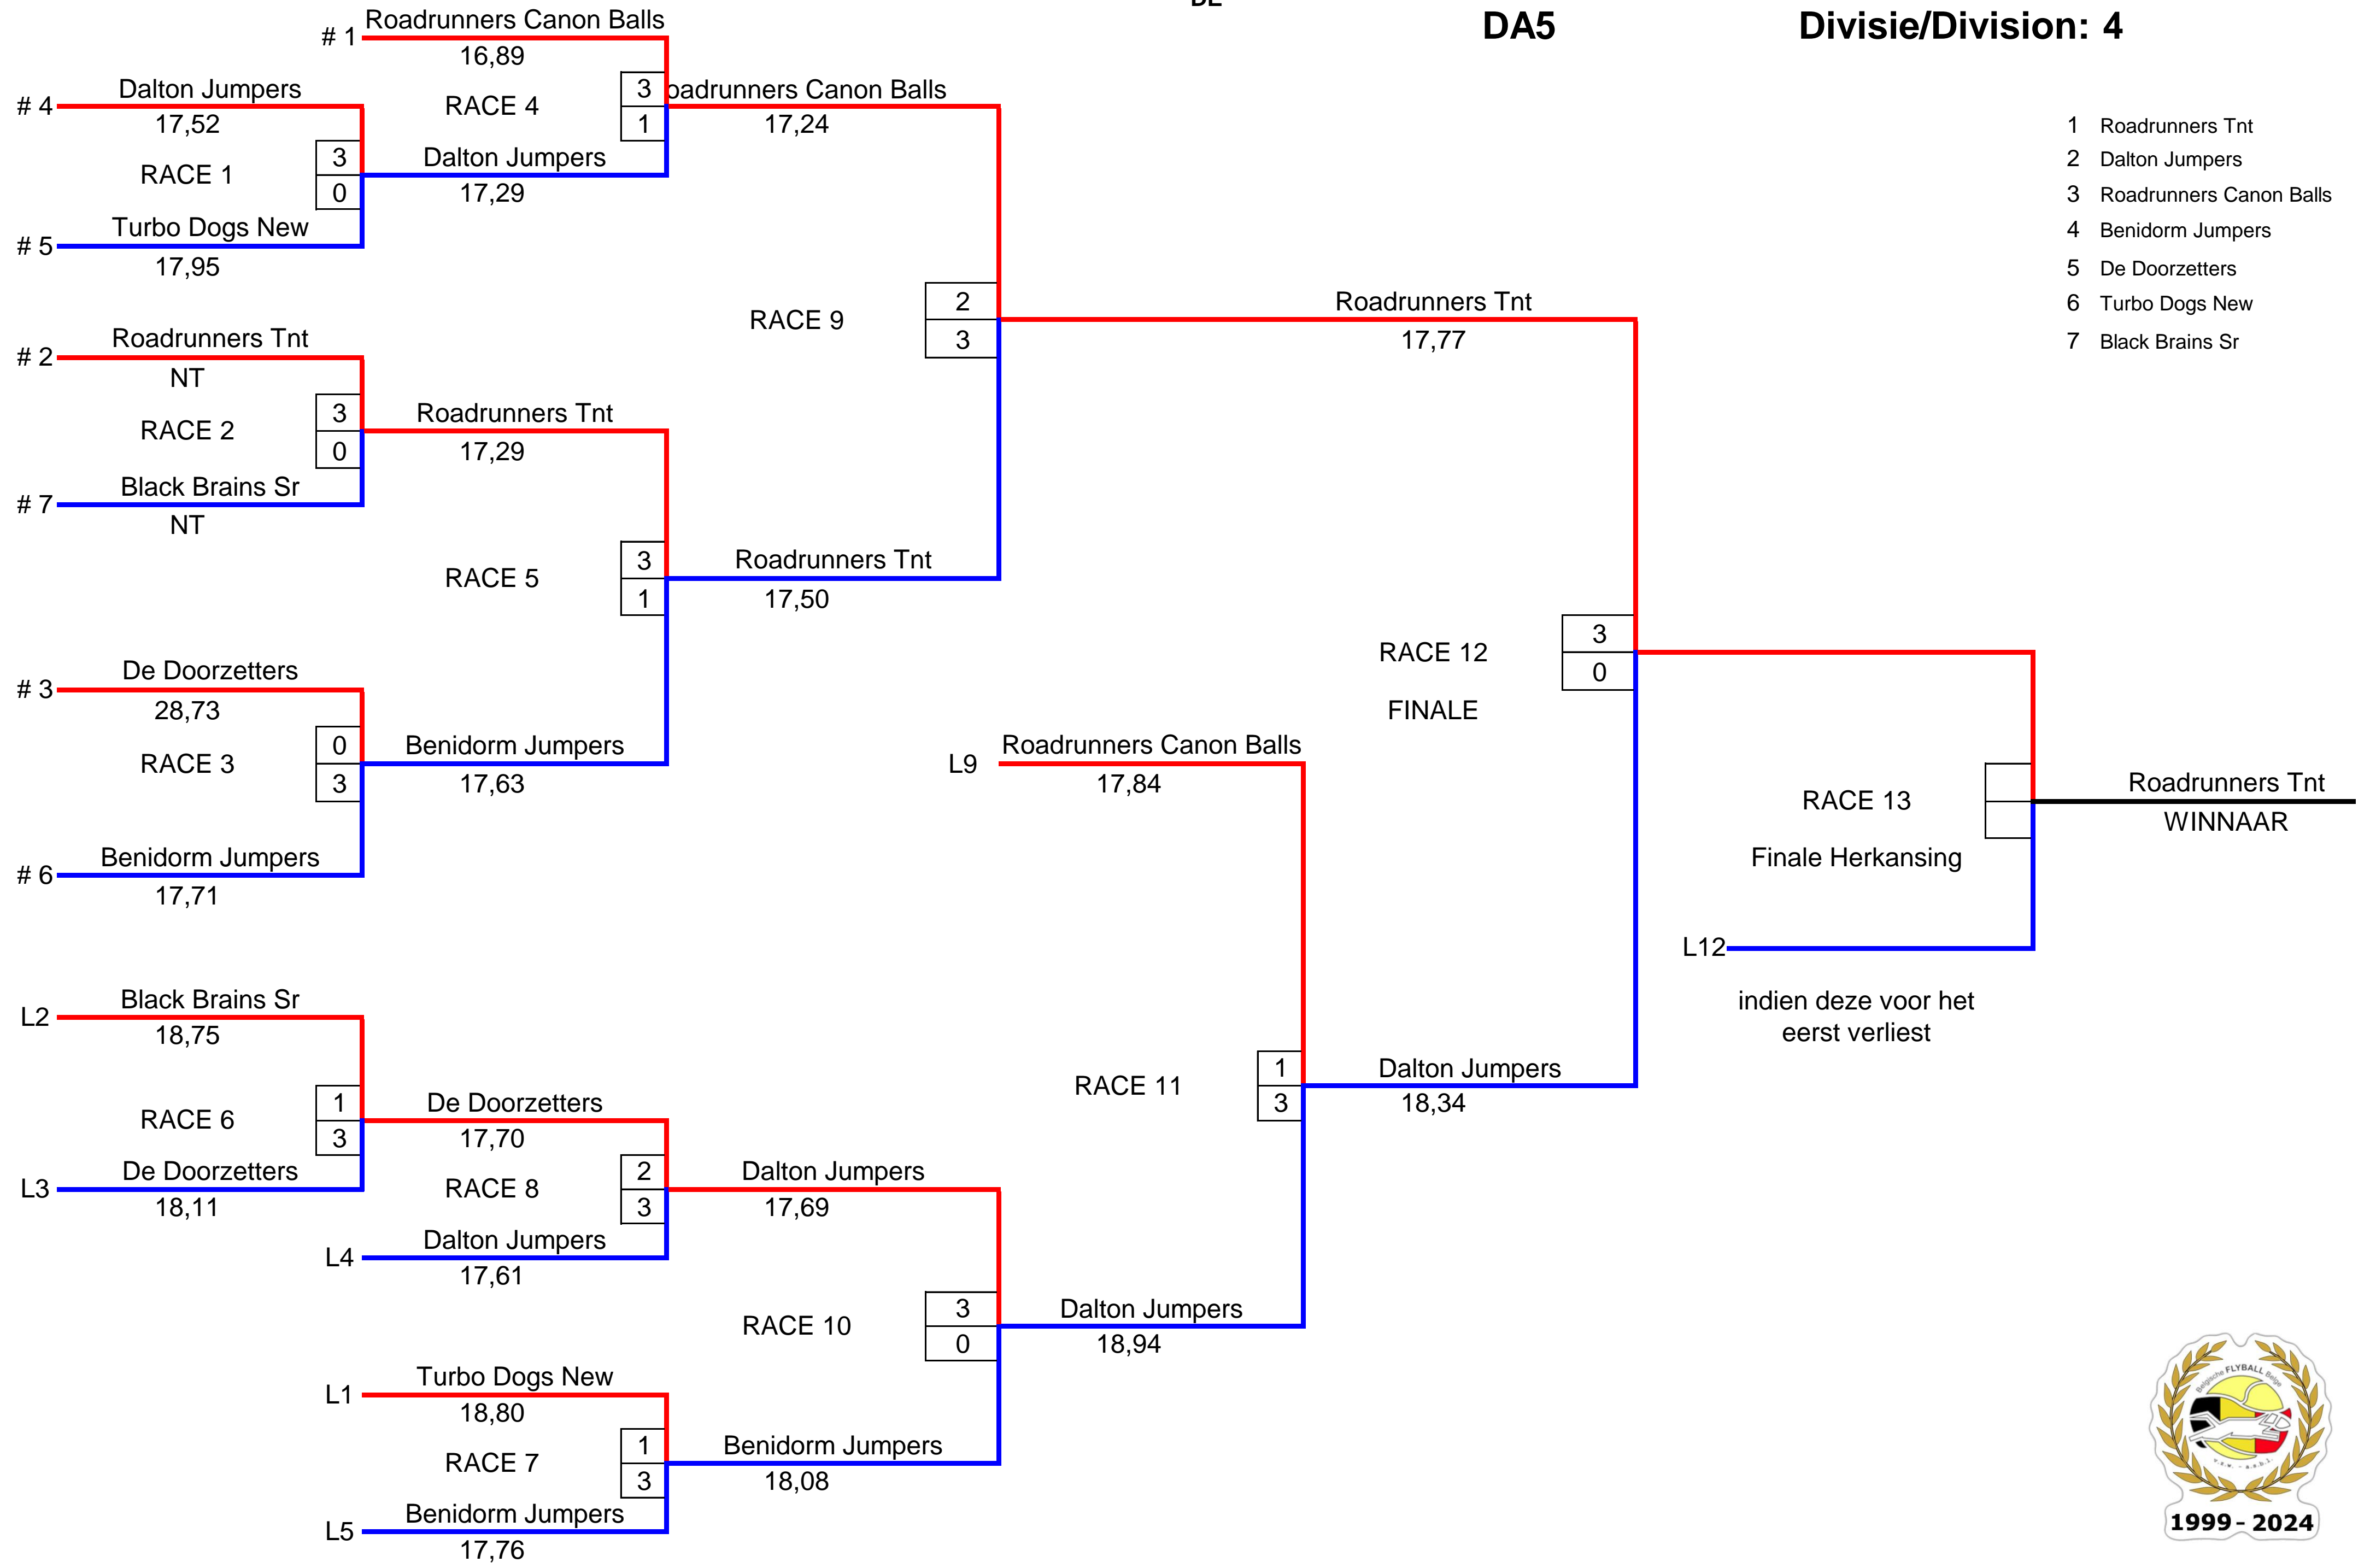 DE
DA5
Divisie/Division: 4
Roadrunners Canon Balls
# 1
16,89
Dalton Jumpers
# 4
17,52
RACE 4
3
1
oadrunners Canon Balls
17,24
RACE 1
3
0
Dalton Jumpers
17,29
Turbo Dogs New
# 5
17,95
1 Roadrunners Tnt
2 Dalton Jumpers
3 Roadrunners Canon Balls
4 Benidorm Jumpers
5 De Doorzetters
6 Turbo Dogs New
7 Black Brains Sr
Roadrunners Tnt
# 2
NT
RACE 2
3
0
Roadrunners Tnt
17,29
Black Brains Sr
# 7
NT
RACE 9
2
3
Roadrunners Tnt
17,77
RACE 5
3
1
Roadrunners Tnt
17,50
De Doorzetters
# 3
28,73
RACE 3
0
3
Benidorm Jumpers
17,63
Benidorm Jumpers
# 6
17,71
RACE 12
3
0
FINALE
L9
Roadrunners Canon Balls
17,84
RACE 13
Finale Herkansing
Roadrunners Tnt
WINNAAR
L12
indien deze voor het
eerst verliest
Black Brains Sr
L2
18,75
RACE 6
1
3
De Doorzetters
17,70
De Doorzetters
L3
18,11
RACE 8
2
3
Dalton Jumpers
17,69
L4
Dalton Jumpers
17,61
RACE 11
1
3
Dalton Jumpers
18,34
RACE 10
3
0
Dalton Jumpers
18,94
Turbo Dogs New
L1
18,80
RACE 7
1
3
Benidorm Jumpers
18,08
Benidorm Jumpers
L5
17,76
Belgische FLYBALL Belge
v.z.w. - a.s.b.l.
1999 - 2024